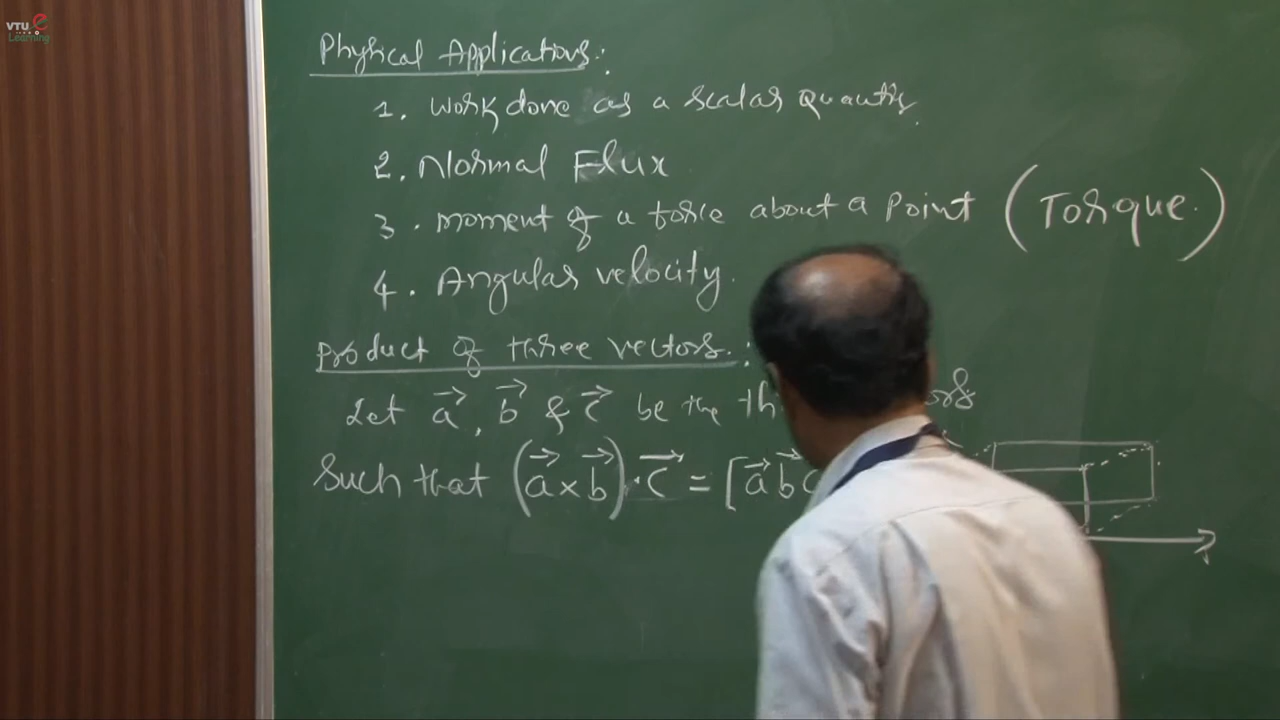 VTU e
Learning
Physical Applications:
1. work done as a scalar Quantity.
2. Normal Flux
3. moment of a force about a point (Torque.)
4. Angular velocity.
Product of three vectors.:
Let a⃗, b⃗ & c⃗ be the
Such that (a⃗ × b⃗) · c⃗ = [a⃗ b⃗ c